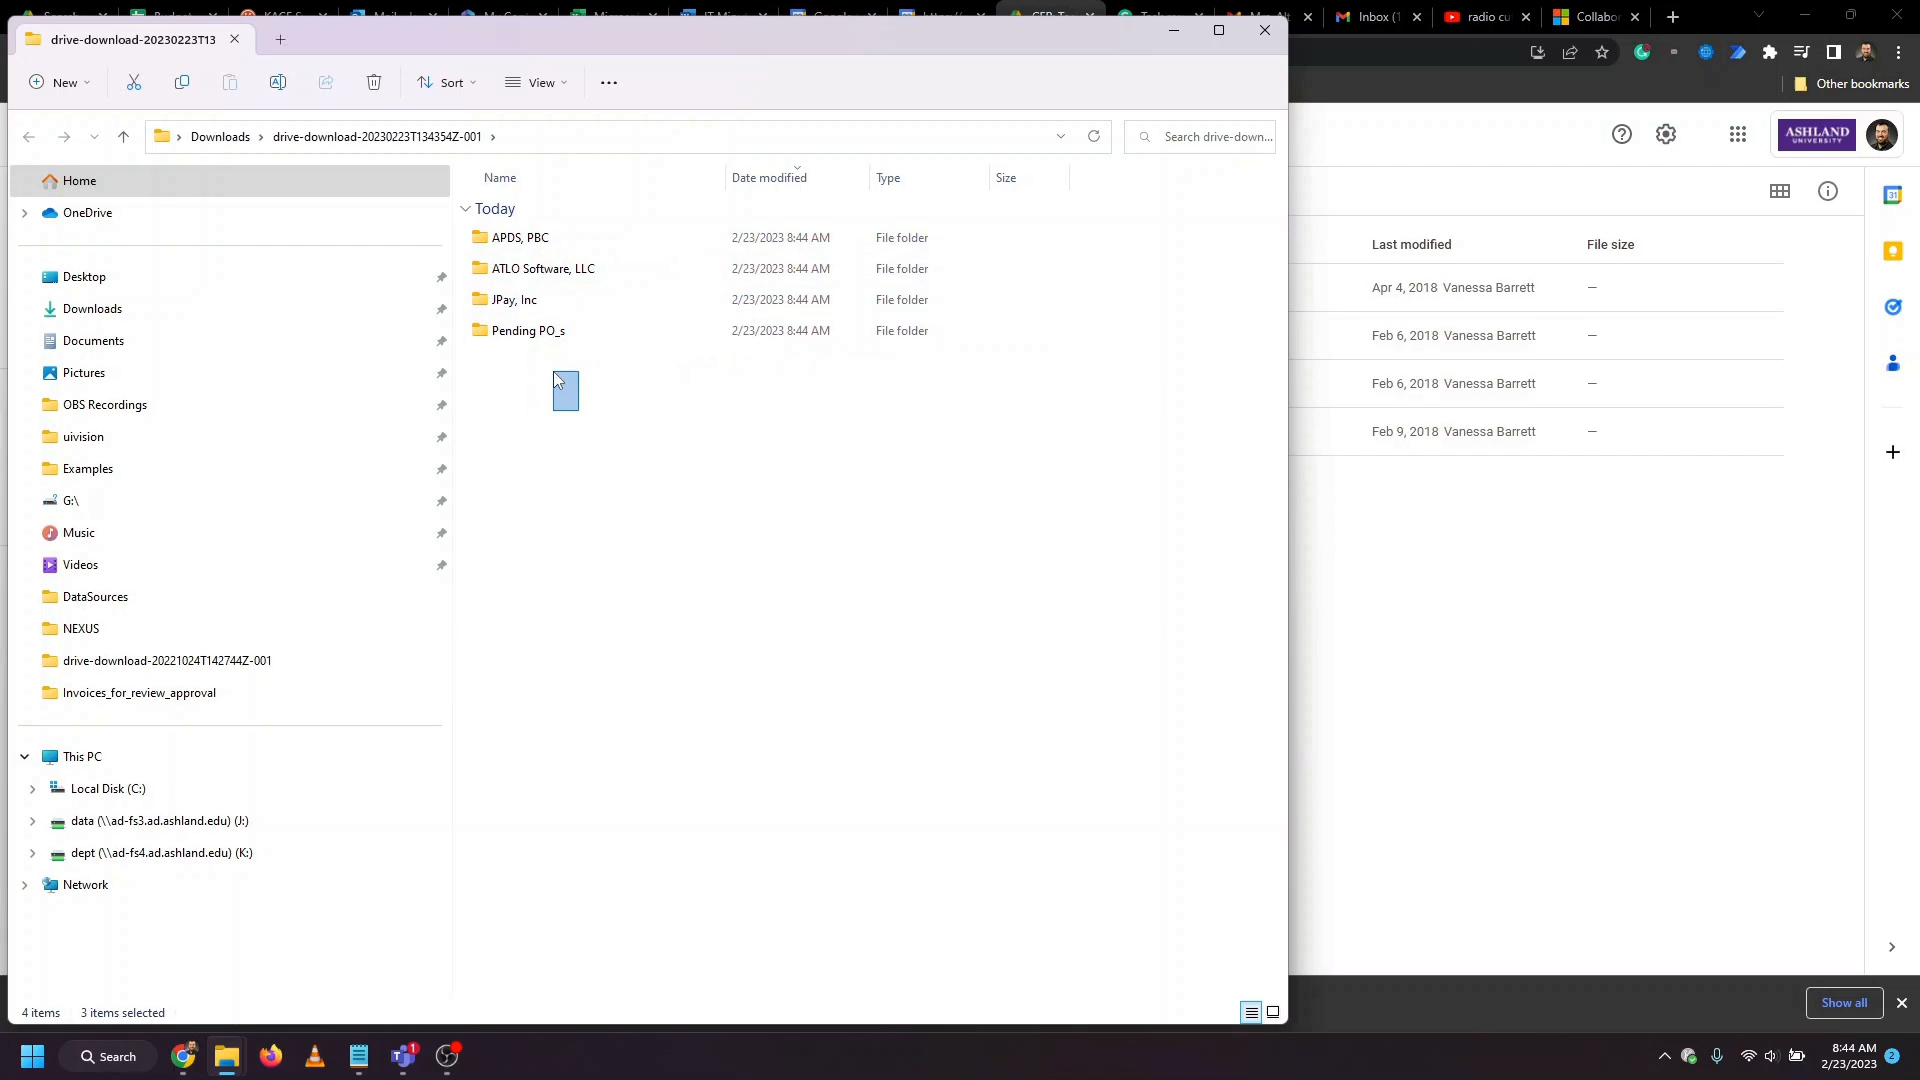 drive-download-20230223T13
Inbox (1
radio cu
Collabo
New
Sort
View
Other bookmarks
Downloads
drive-download-20230223T134354Z-001
Search drive-down...
ASHLAND
UNIVERSITY
Home
OneDrive
Name
Date modified
Type
Size
Today
APDS, PBC
2/23/2023 8:44 AM
File folder
ATLO Software, LLC
2/23/2023 8:44 AM
File folder
JPay, Inc
2/23/2023 8:44 AM
File folder
Pending PO_s
2/23/2023 8:44 AM
File folder
Last modified
File size
Apr 4, 2018 Vanessa Barrett
—
Feb 6, 2018 Vanessa Barrett
—
Feb 6, 2018 Vanessa Barrett
—
Feb 9, 2018 Vanessa Barrett
—
31
Desktop
Downloads
Documents
Pictures
OBS Recordings
uivision
Examples
G:\
Music
Videos
DataSources
NEXUS
drive-download-20221024T142744Z-001
Invoices_for_review_approval
This PC
Local Disk (C:)
data (\\ad-fs3.ad.ashland.edu) (J:)
dept (\\ad-fs4.ad.ashland.edu) (K:)
Network
4 items
3 items selected
Show all
Search
1
8:44 AM
2/23/2023
2